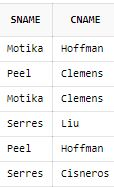 SNAME CNAME
Motika Hoffman
Peel Clemens
Motika Clemens
Serres Liu
Peel Hoffman
Serres Cisneros